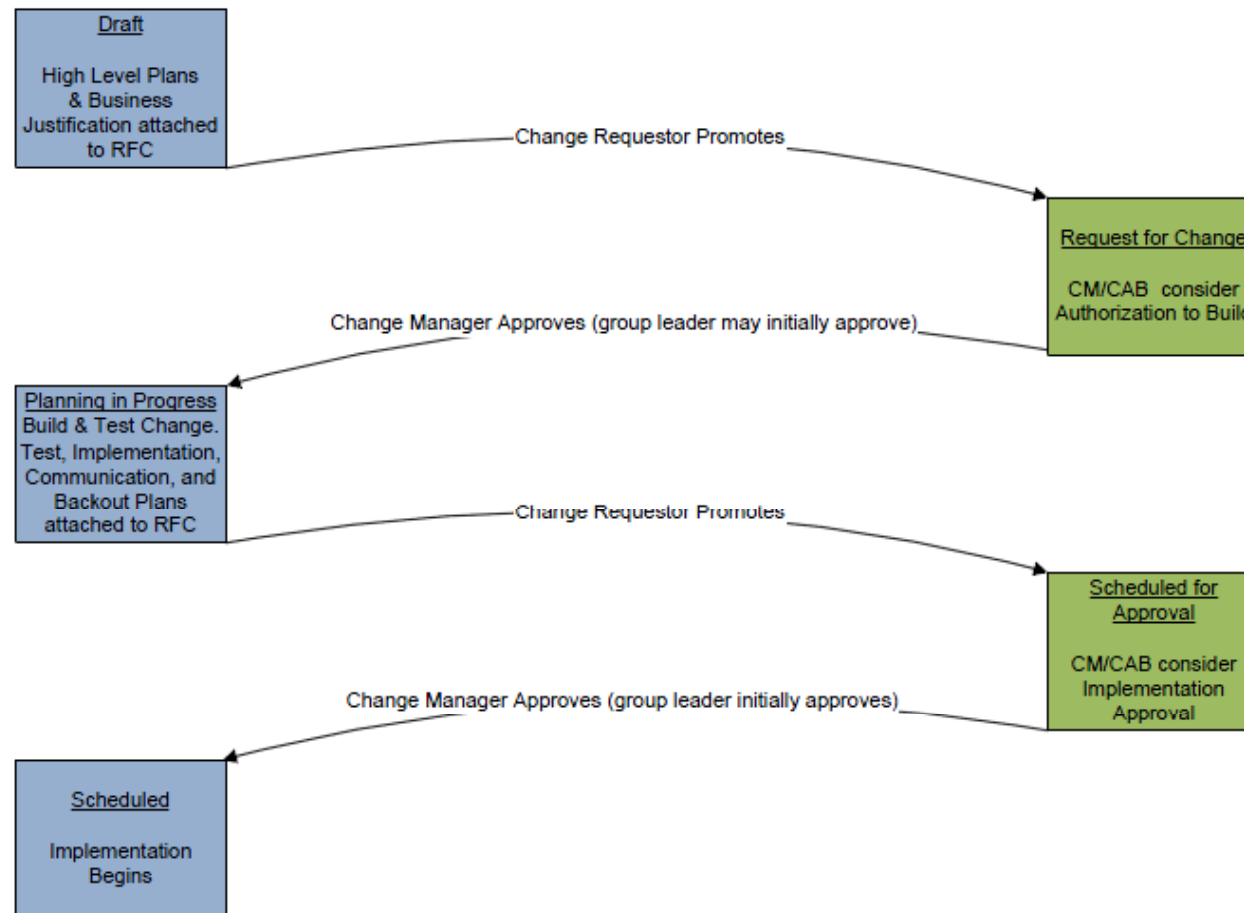 Draft
High Level Plans
& Business
Justification attached
to RFC
Change Requestor Promotes
Request for Change
CM/CAB consider
Authorization to Build
Change Manager Approves (group leader may initially approve)
Planning in Progress
Build & Test Change.
Test, Implementation,
Communication, and
Backout Plans
attached to RFC
Change Requestor Promotes
Scheduled for
Approval
CM/CAB consider
Implementation
Approval
Change Manager Approves (group leader initially approves)
Scheduled
Implementation
Begins